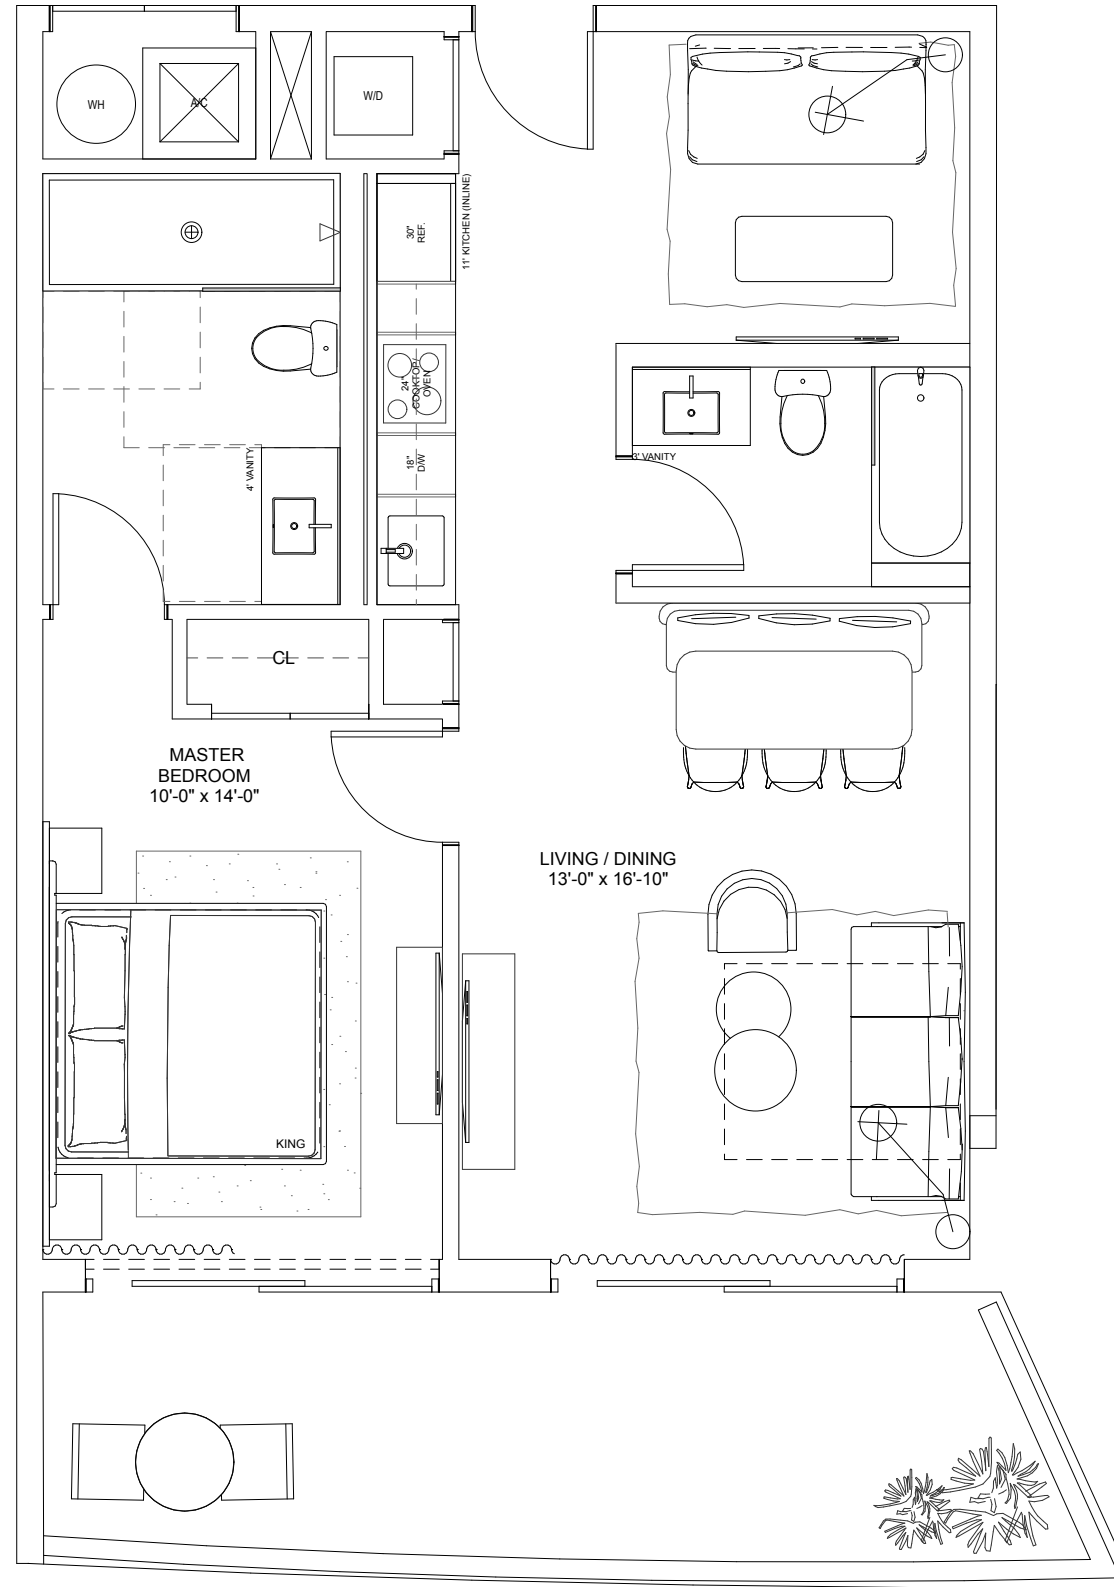 WH
A/C
W/D
30"
REF.
11' KITCHEN (INLINE)
24"
COOKTOP/
OVEN
18"
D/W
4' VANITY
3' VANITY
CL
MASTER
BEDROOM
10'-0" x 14'-0"
LIVING / DINING
13'-0" x 16'-10"
KING